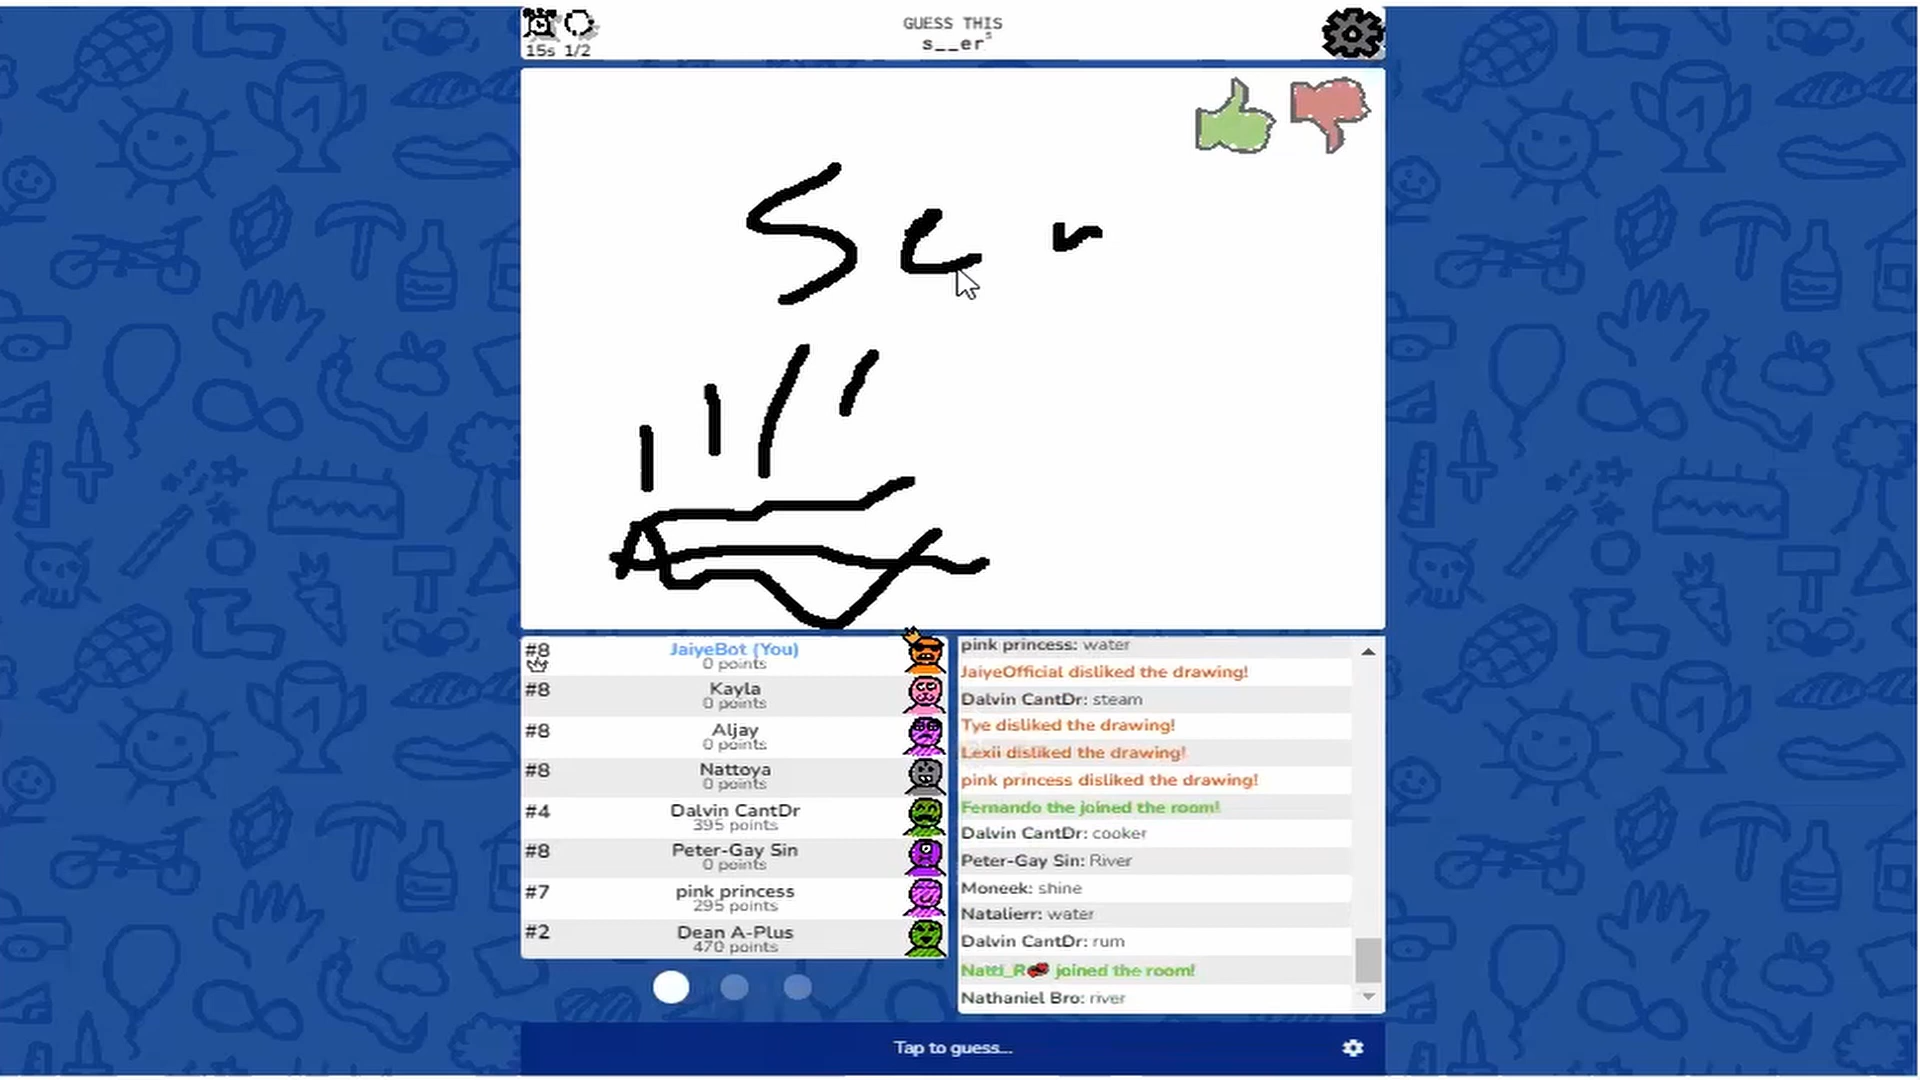 GUESS THIS
s__er 5
15s 1/2
Se r
#8 JaiyeBot (You)
0 points
#8 Kayla
0 points
#8 Aljay
0 points
#8 Nattoya
0 points
#4 Dalvin CantDr
395 points
#8 Peter-Gay Sin
0 points
#7 pink princess
295 points
#2 Dean A-Plus
470 points
pink princess: water
JaiyeOfficial disliked the drawing!
Dalvin CantDr: steam
Tye disliked the drawing!
Lexii disliked the drawing!
pink princess disliked the drawing!
Fernando the joined the room!
Dalvin CantDr: cooker
Peter-Gay Sin: River
Moneek: shine
Natalierr: water
Dalvin CantDr: rum
Natti_R joined the room!
Nathaniel Bro: river
Tap to guess...